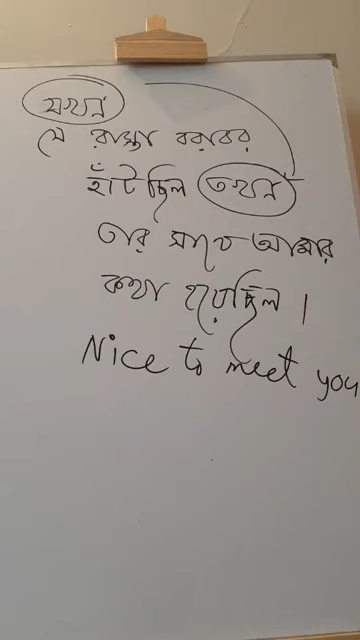 যখন
সে রাস্তা বরাবর
হাঁটছিল তখন
তার সাথে আমার
কথা হয়েছিল।
Nice to meet you